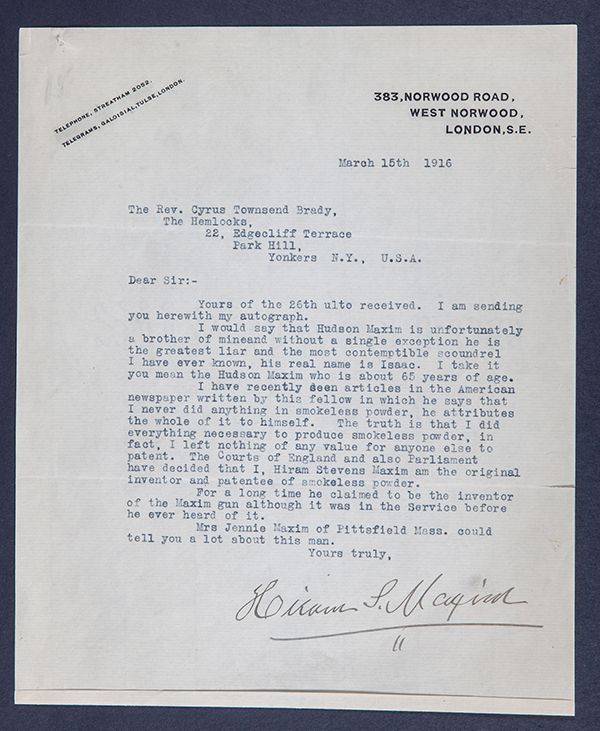 TELEPHONE, STREATHAM 2052.
TELEGRAMS, GALDISIAL, TULSE, LONDON.
383, NORWOOD ROAD,
WEST NORWOOD,
LONDON, S.E.
March 15th 1916
The Rev. Cyrus Townsend Brady,
The Hemlocks,
22, Edgecliff Terrace
Park Hill,
Yonkers N.Y., U.S.A.
Dear Sir:-
Yours of the 26th ulto received. I am sending
you herewith my autograph.
I would say that Hudson Maxim is unfortunately
a brother of mineand without a single exception he is
the greatest liar and the most contemptible scoundrel
I have ever known, his real name is Isaac. I take it
you mean the Hudson Maxim who is about 65 years of age.
I have recently seen articles in the American
newspaper written by this fellow in which he says that
I never did anything in smokeless powder, he attributes
the whole of it to himself. The truth is that I did
everything necessary to produce smokeless powder, in
fact, I left nothing of any value for anyone else to
patent. The Courts of England and also Parliament
have decided that I, Hiram Stevens Maxim am the original
inventor and patentee of smokeless powder.
For a long time he claimed to be the inventor
of the Maxim gun although it was in the Service before
he ever heard of it.
Mrs Jennie Maxim of Pittsfield Mass. could
tell you a lot about this man.
Yours truly,
Hiram S. Maxim